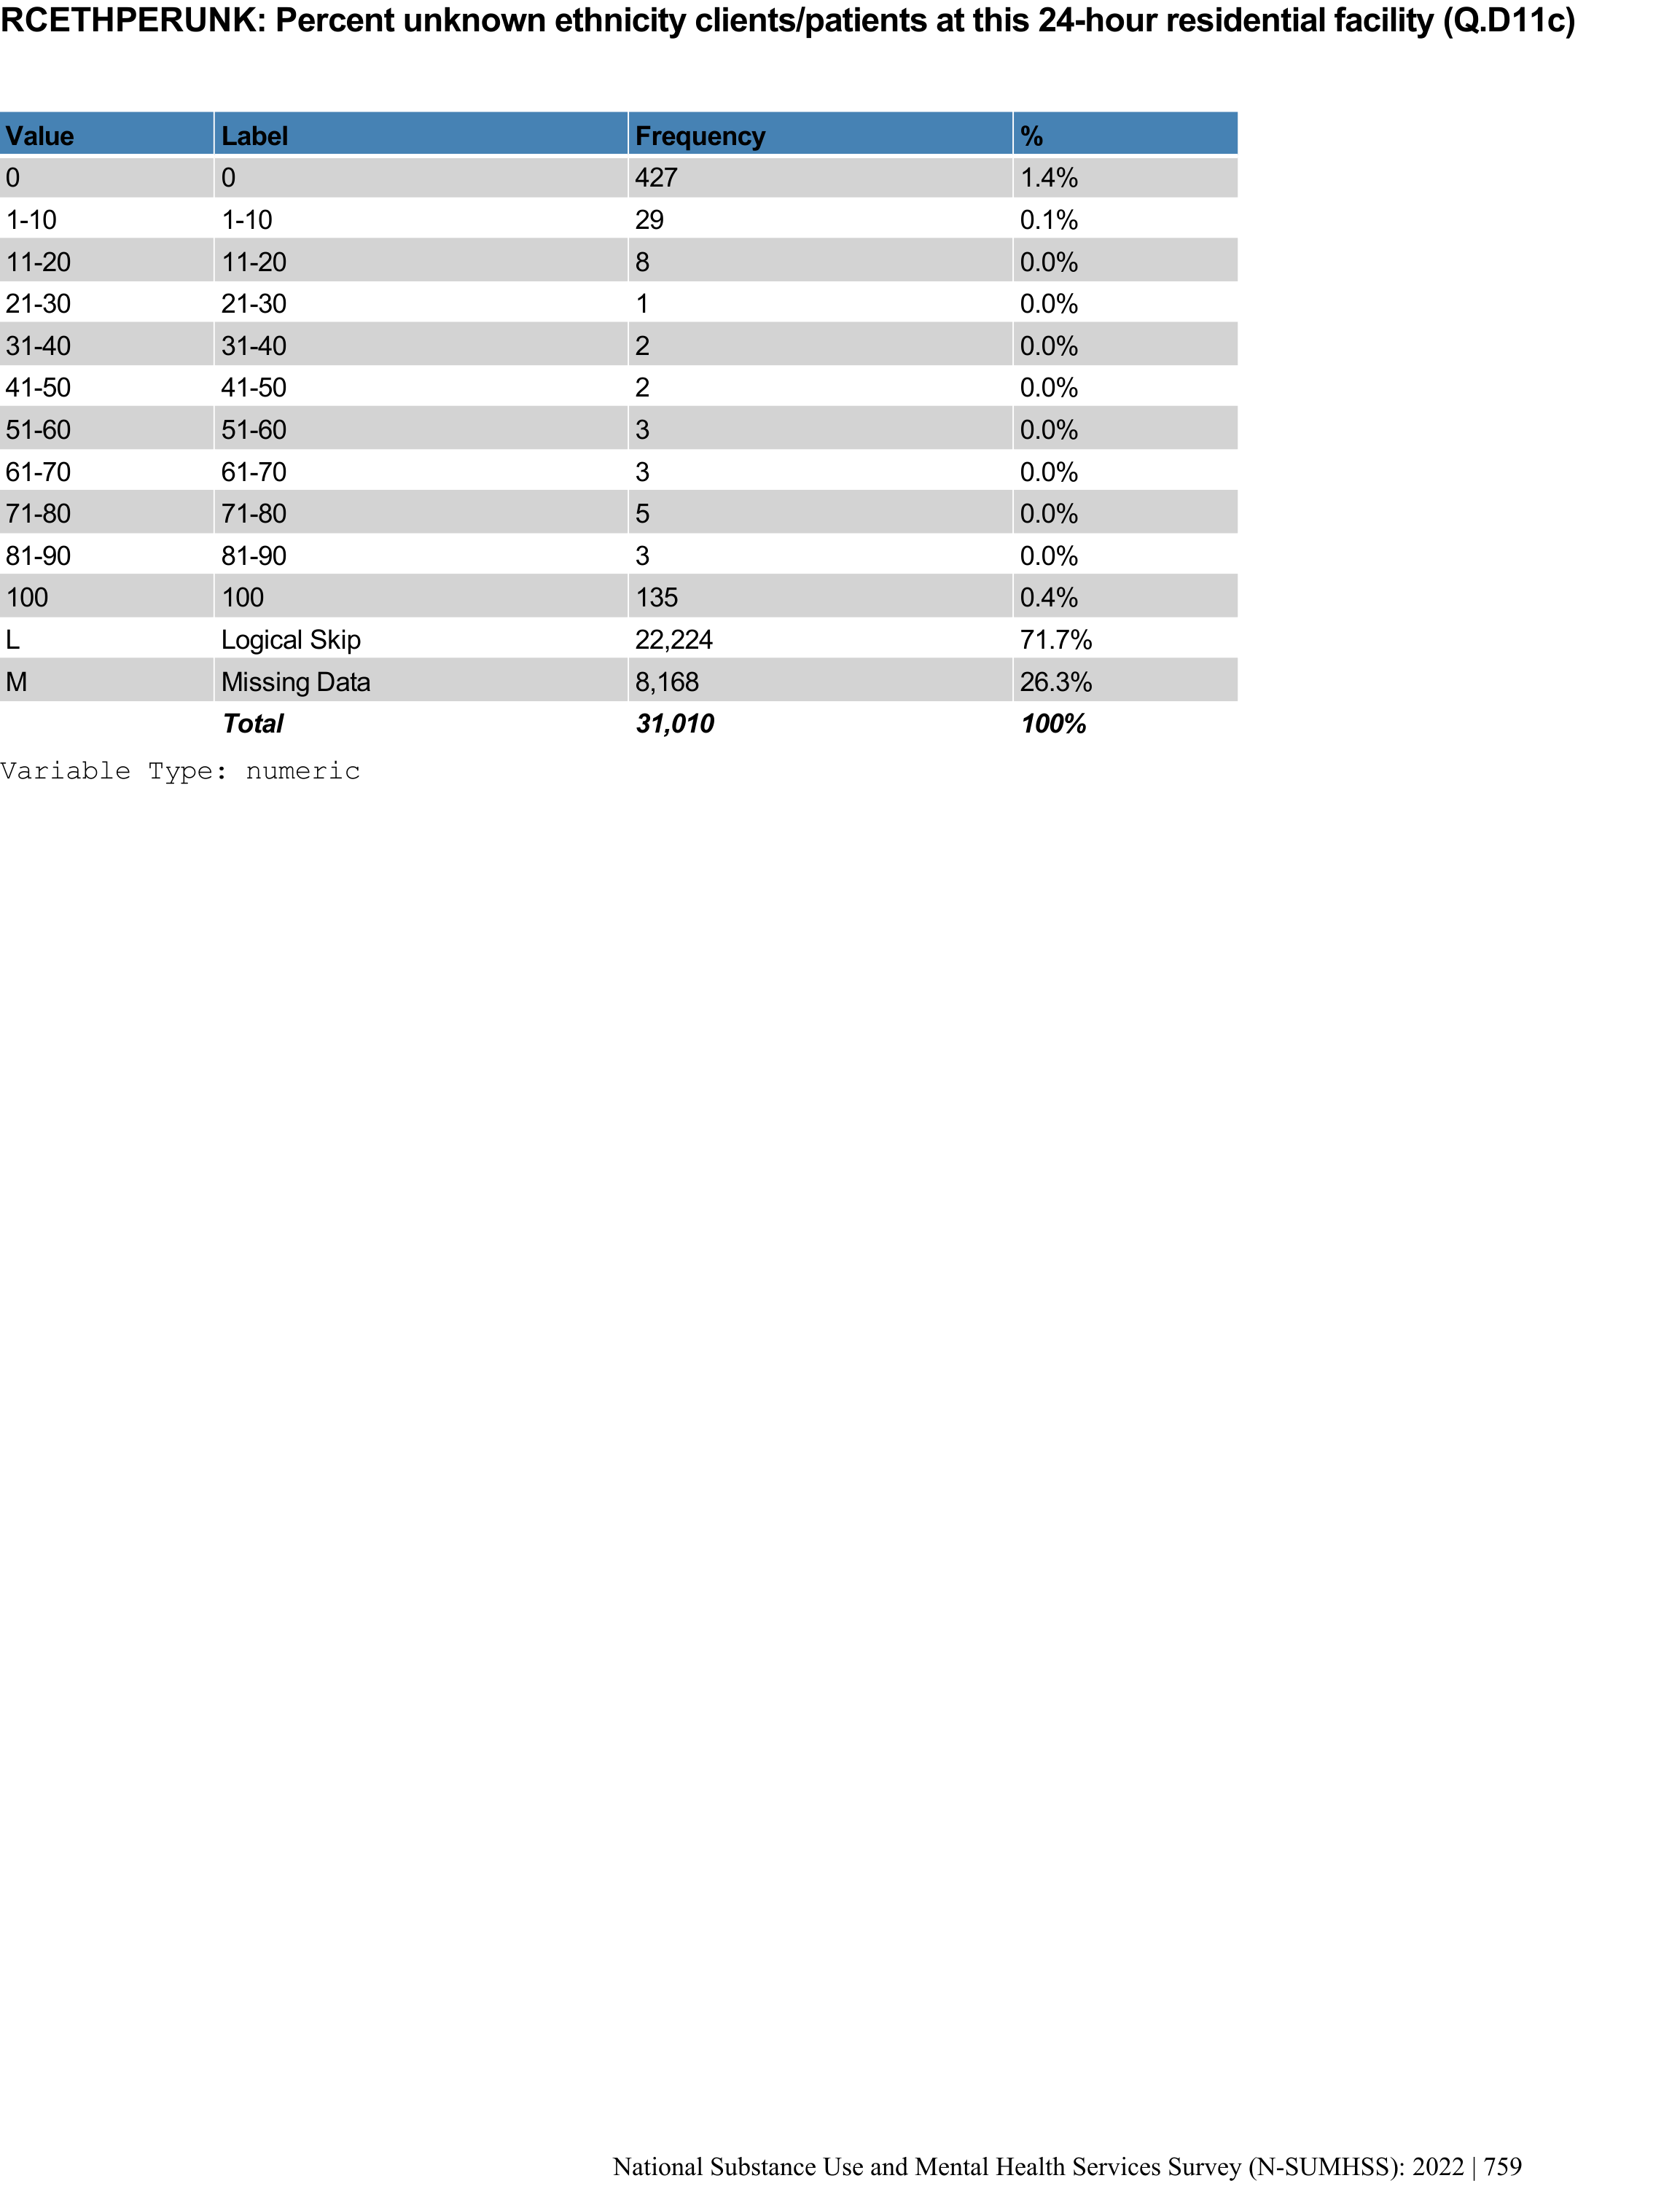 RCETHPERUNK: Percent unknown ethnicity clients/patients at this 24-hour residential facility (Q.D11c)
Value Label Frequency %
0 0 427 1.4%
1-10 1-10 29 0.1%
11-20 11-20 8 0.0%
21-30 21-30 1 0.0%
31-40 31-40 2 0.0%
41-50 41-50 2 0.0%
51-60 51-60 3 0.0%
61-70 61-70 3 0.0%
71-80 71-80 5 0.0%
81-90 81-90 3 0.0%
100 100 135 0.4%
L Logical Skip 22,224 71.7%
M Missing Data 8,168 26.3%
Total 31,010 100%
Variable Type: numeric
National Substance Use and Mental Health Services Survey (N-SUMHSS): 2022 | 759